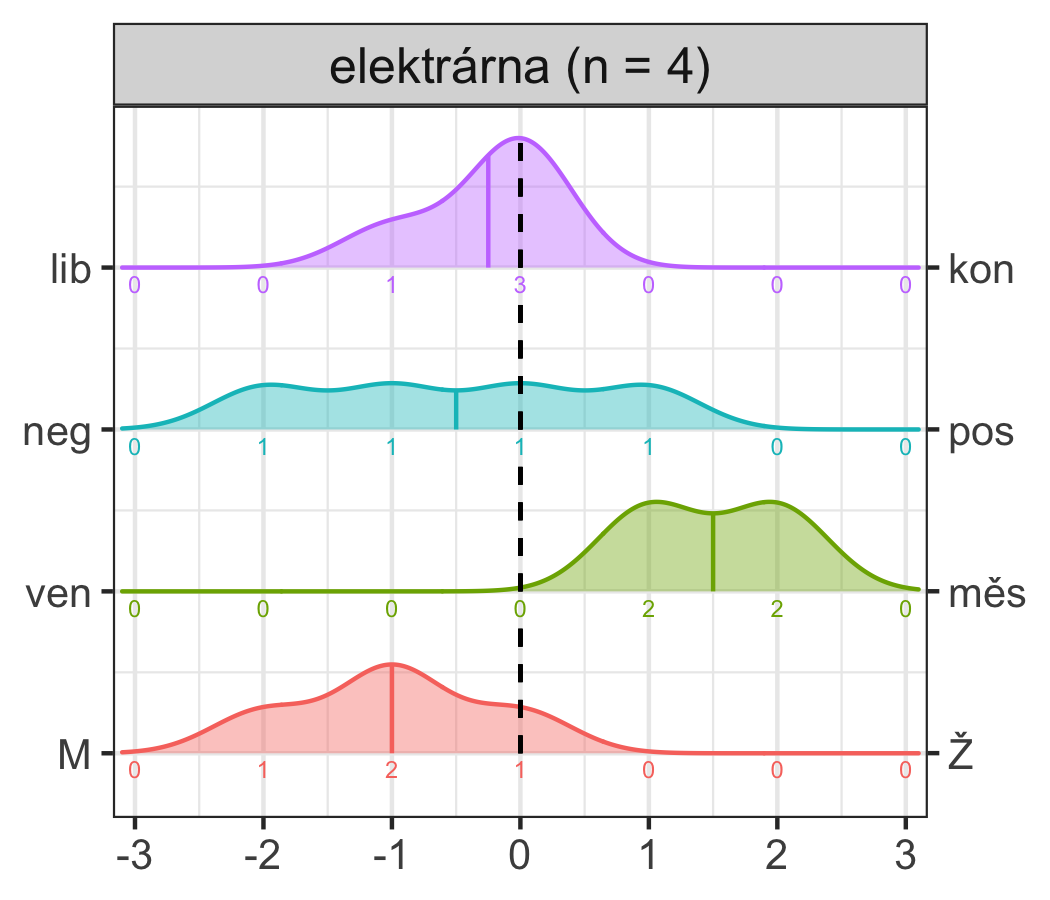 elektrárna (n = 4)
lib kon
0 0 1 3 0 0 0
neg pos
0 1 1 1 1 0 0
ven měs
0 0 0 0 2 2 0
M Ž
0 1 2 1 0 0 0
-3 -2 -1 0 1 2 3